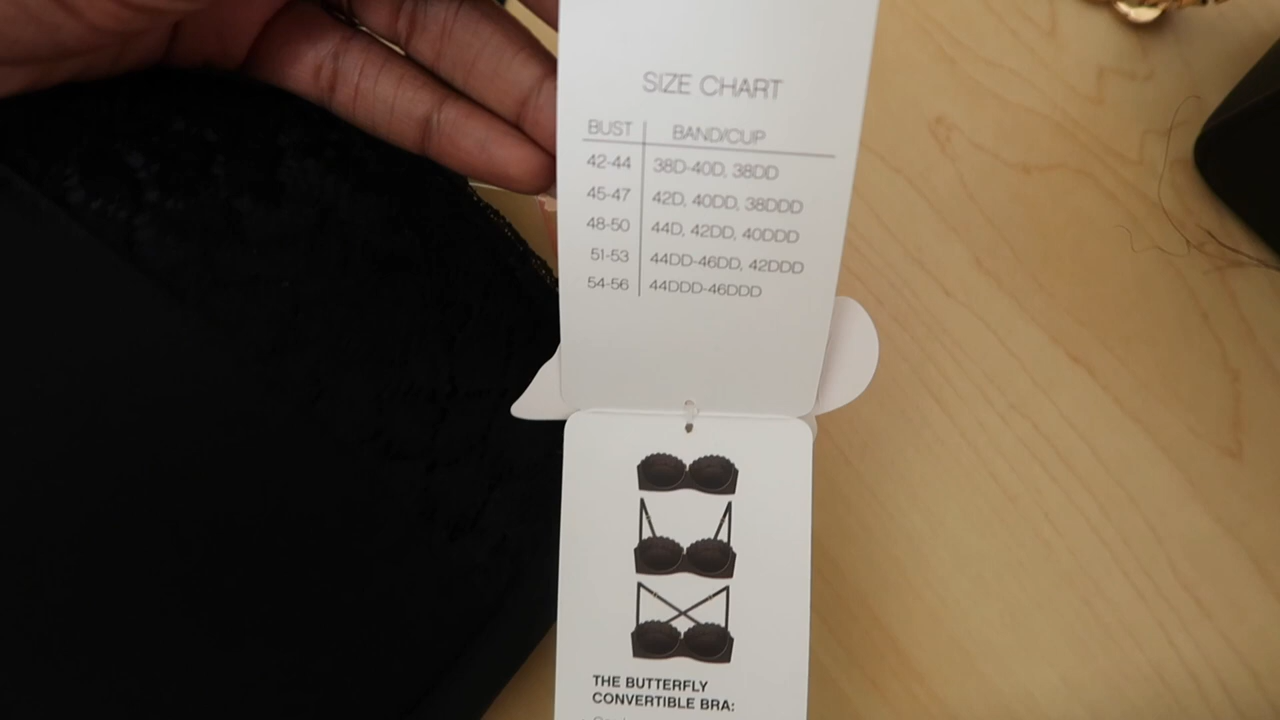 SIZE CHART
BUST BAND/CUP
42-44 38D-40D, 38DD
45-47 42D, 40DD, 38DDD
48-50 44D, 42DD, 40DDD
51-53 44DD-46DD, 42DDD
54-56 44DDD-46DDD
THE BUTTERFLY
CONVERTIBLE BRA: